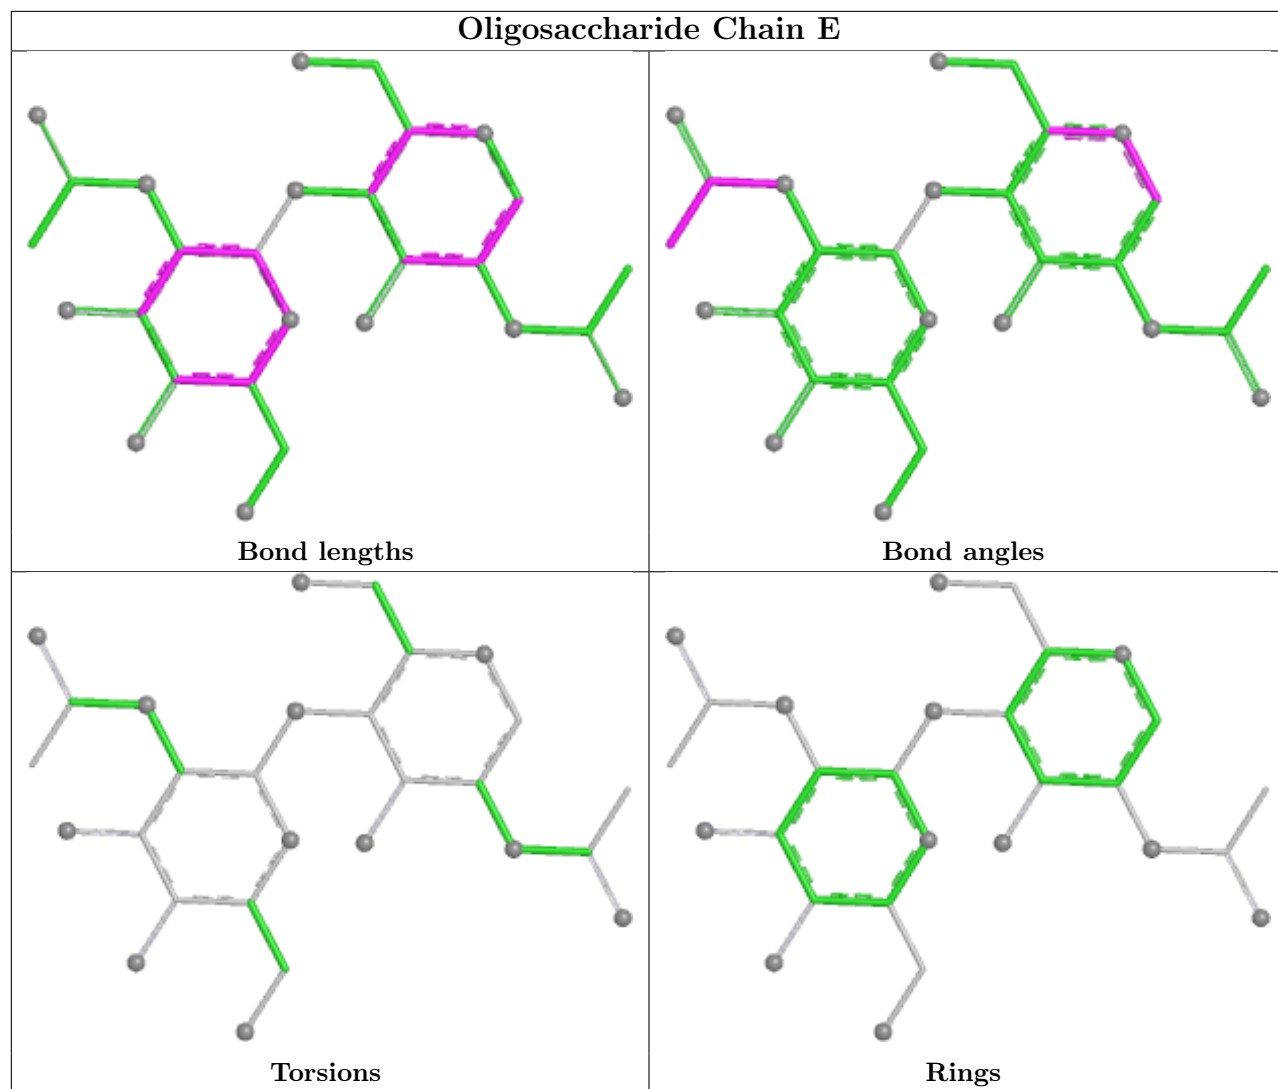 Oligosaccharide Chain E
Bond lengths
Bond angles
Torsions
Rings